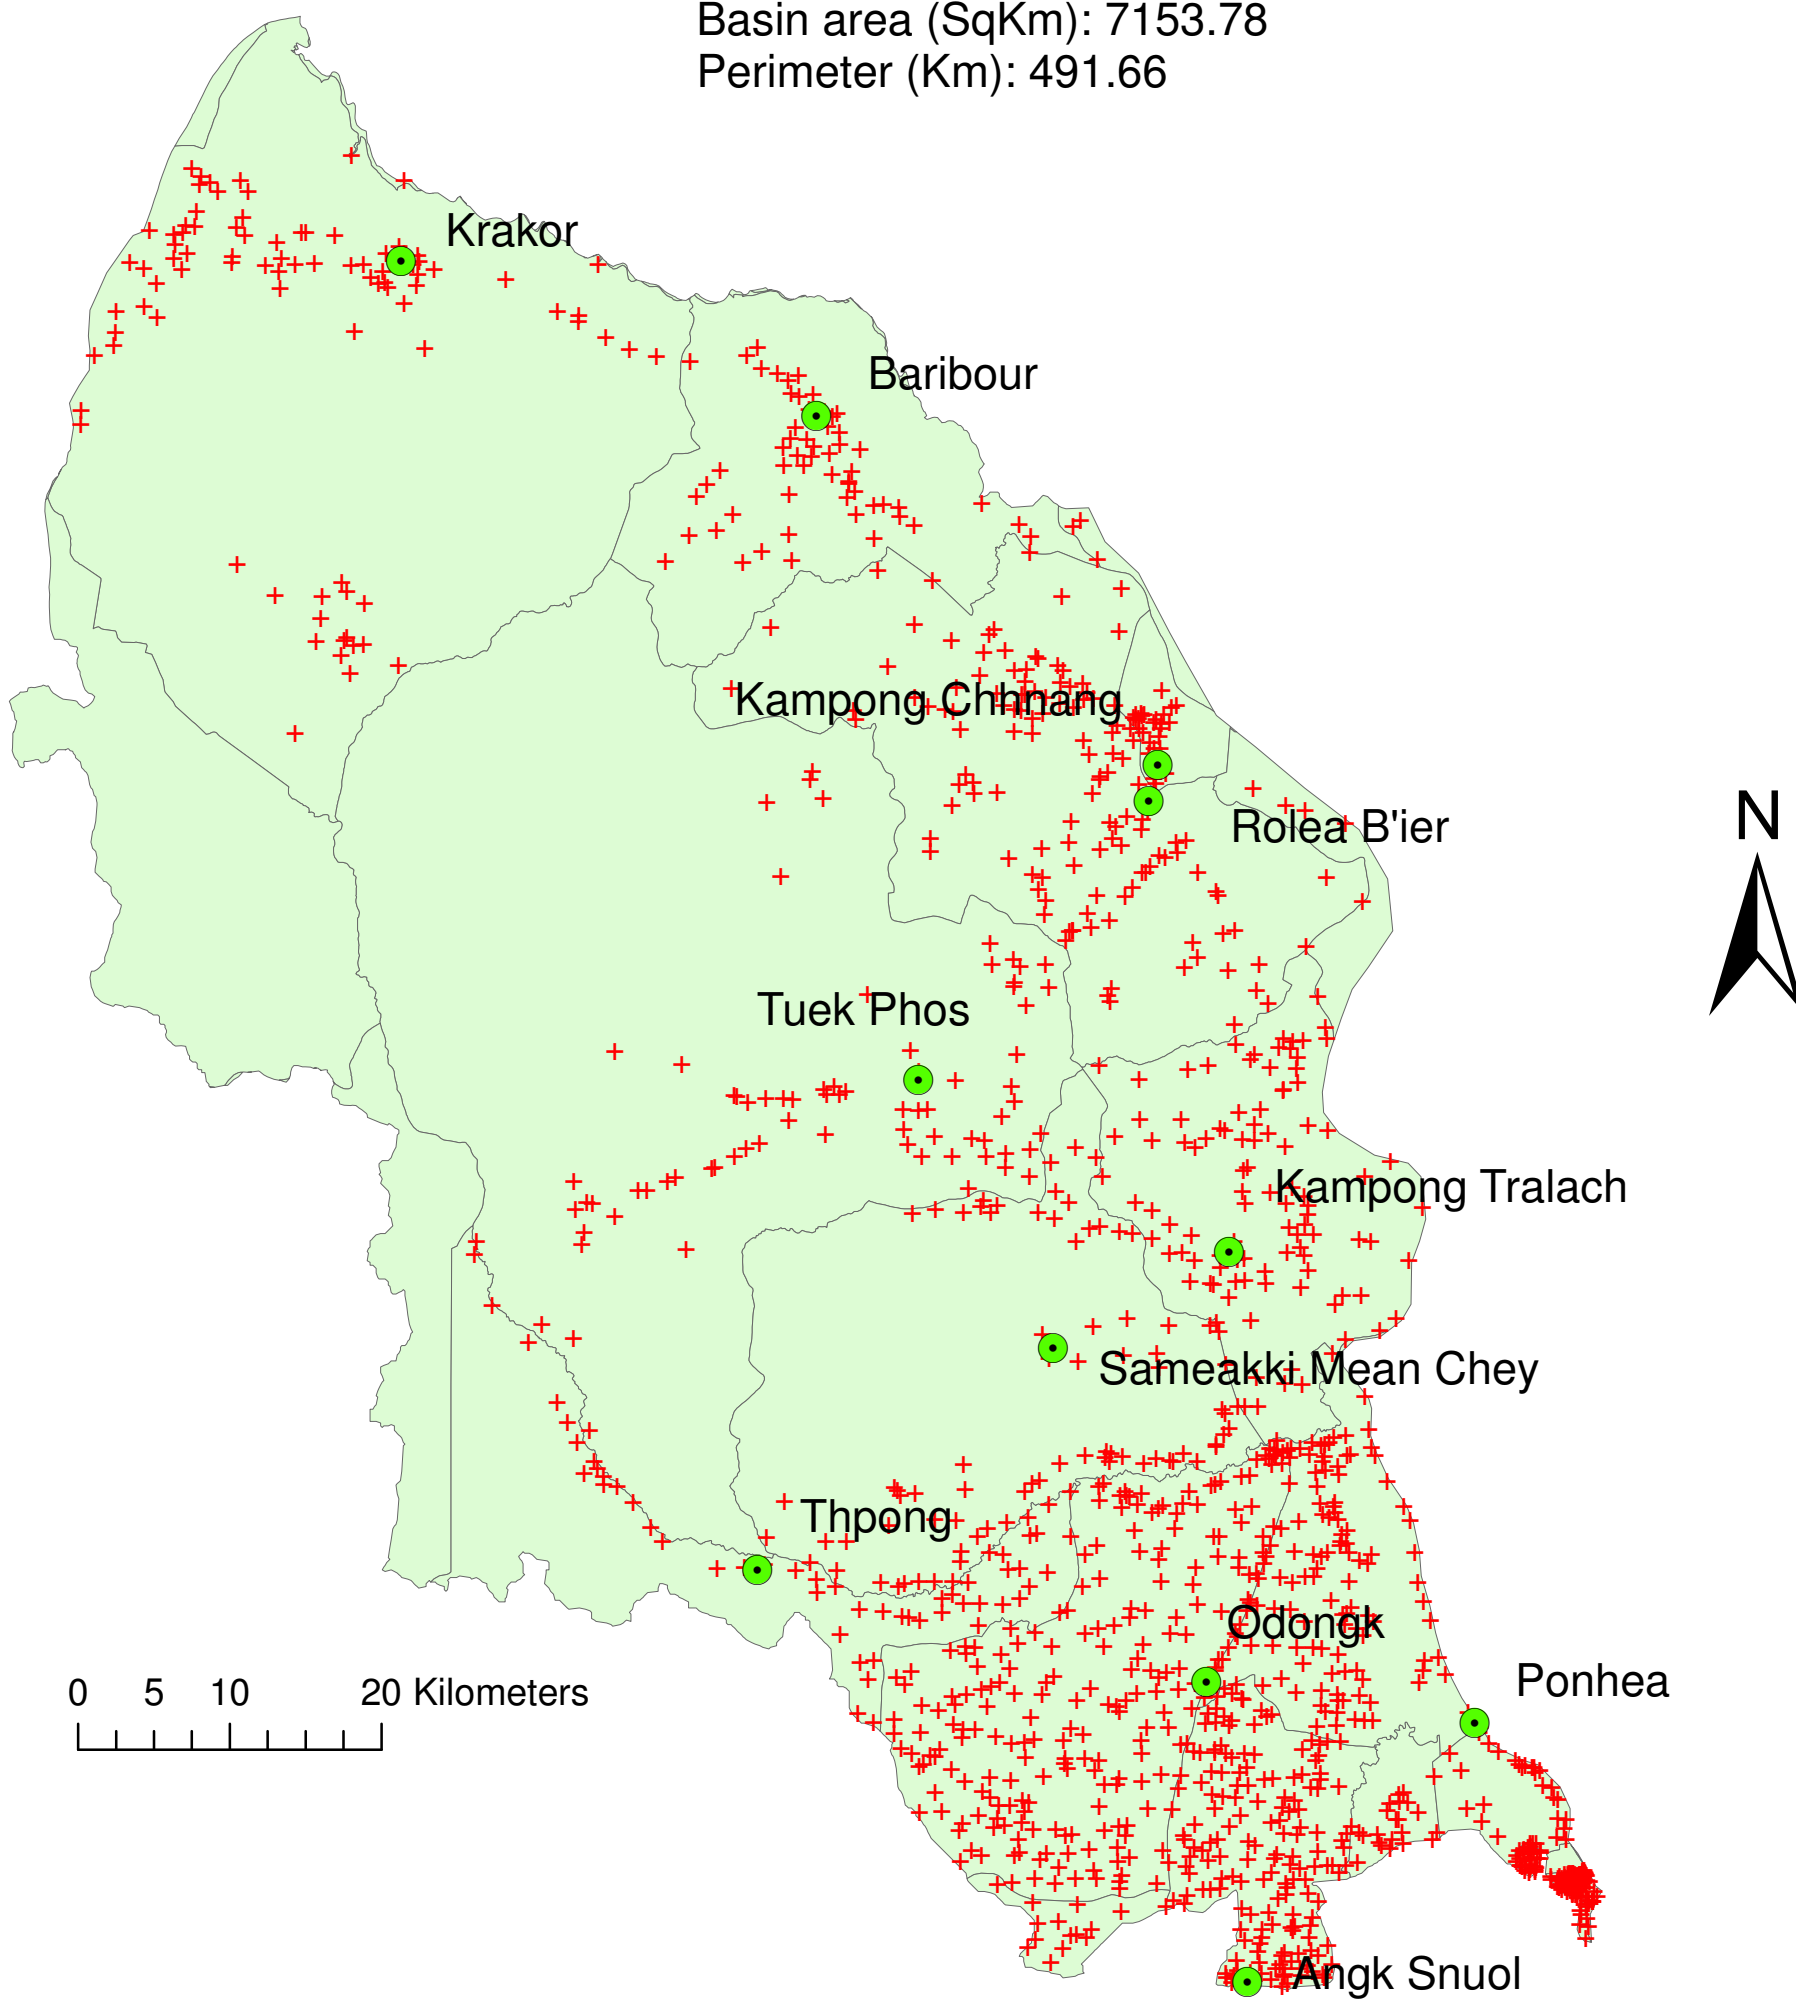 Basin area (SqKm): 7153.78
Perimeter (Km): 491.66
Krakor
Baribour
Kampong Chhnang
N
Rolea B'ier
Tuek Phos
Kampong Tralach
Sameakki Mean Chey
Thpong
Odongk
Ponhea
0 5 10 20 Kilometers
Angk Snuol